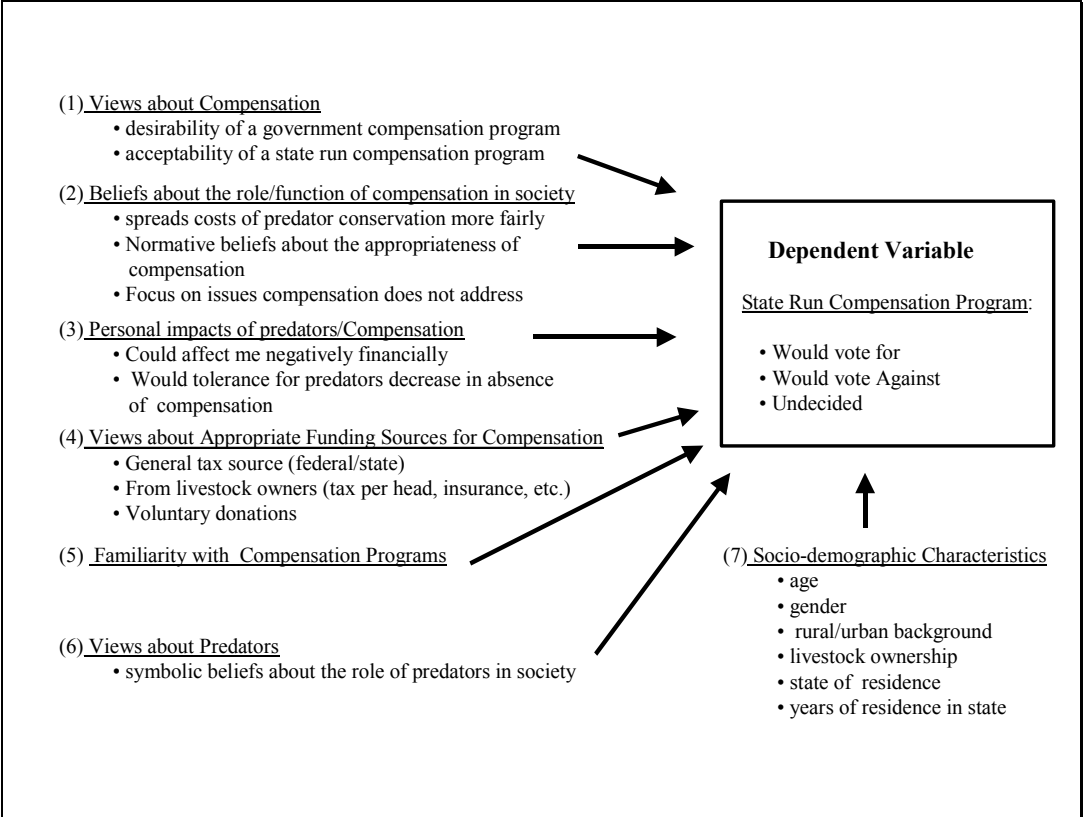 (1) Views about Compensation
• desirability of a government compensation program
• acceptability of a state run compensation program
(2) Beliefs about the role/function of compensation in society
• spreads costs of predator conservation more fairly
• Normative beliefs about the appropriateness of
compensation
• Focus on issues compensation does not address
(3) Personal impacts of predators/Compensation
• Could affect me negatively financially
• Would tolerance for predators decrease in absence
of compensation
(4) Views about Appropriate Funding Sources for Compensation
• General tax source (federal/state)
• From livestock owners (tax per head, insurance, etc.)
• Voluntary donations
(5) Familiarity with Compensation Programs
(6) Views about Predators
• symbolic beliefs about the role of predators in society
Dependent Variable
State Run Compensation Program:
• Would vote for
• Would vote Against
• Undecided
(7) Socio-demographic Characteristics
• age
• gender
• rural/urban background
• livestock ownership
• state of residence
• years of residence in state